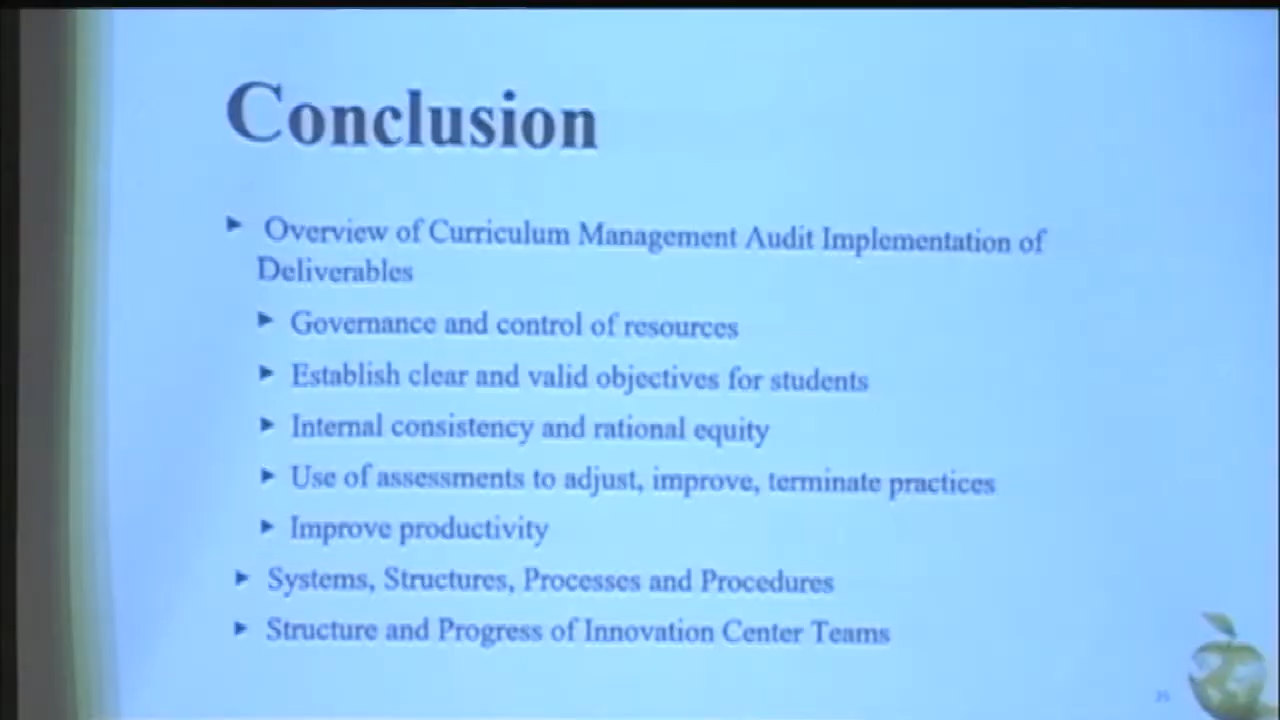 Conclusion
Overview of Curriculum Management Audit Implementation of
Deliverables
Governance and control of resources
Establish clear and valid objectives for students
Internal consistency and rational equity
Use of assessments to adjust, improve, terminate practices
Improve productivity
Systems, Structures, Processes and Procedures
Structure and Progress of Innovation Center Teams